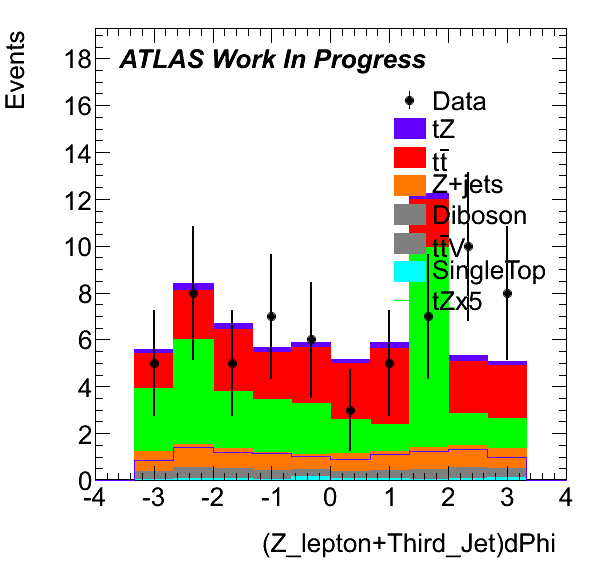 Events
ATLAS Work In Progress
Data
tZ
tt̄
Z+jets
Diboson
tt̄V
SingleTop
tZx5
18
16
14
12
10
8
6
4
2
0
-4 -3 -2 -1 0 1 2 3 4
(Z_lepton+Third_Jet)dPhi